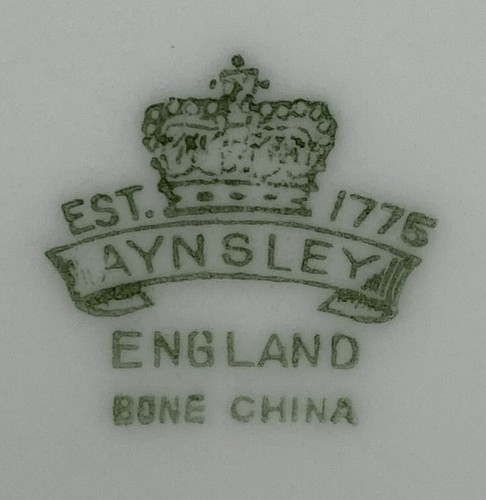 EST. 1775
AYNSLEY
ENGLAND
BONE CHINA